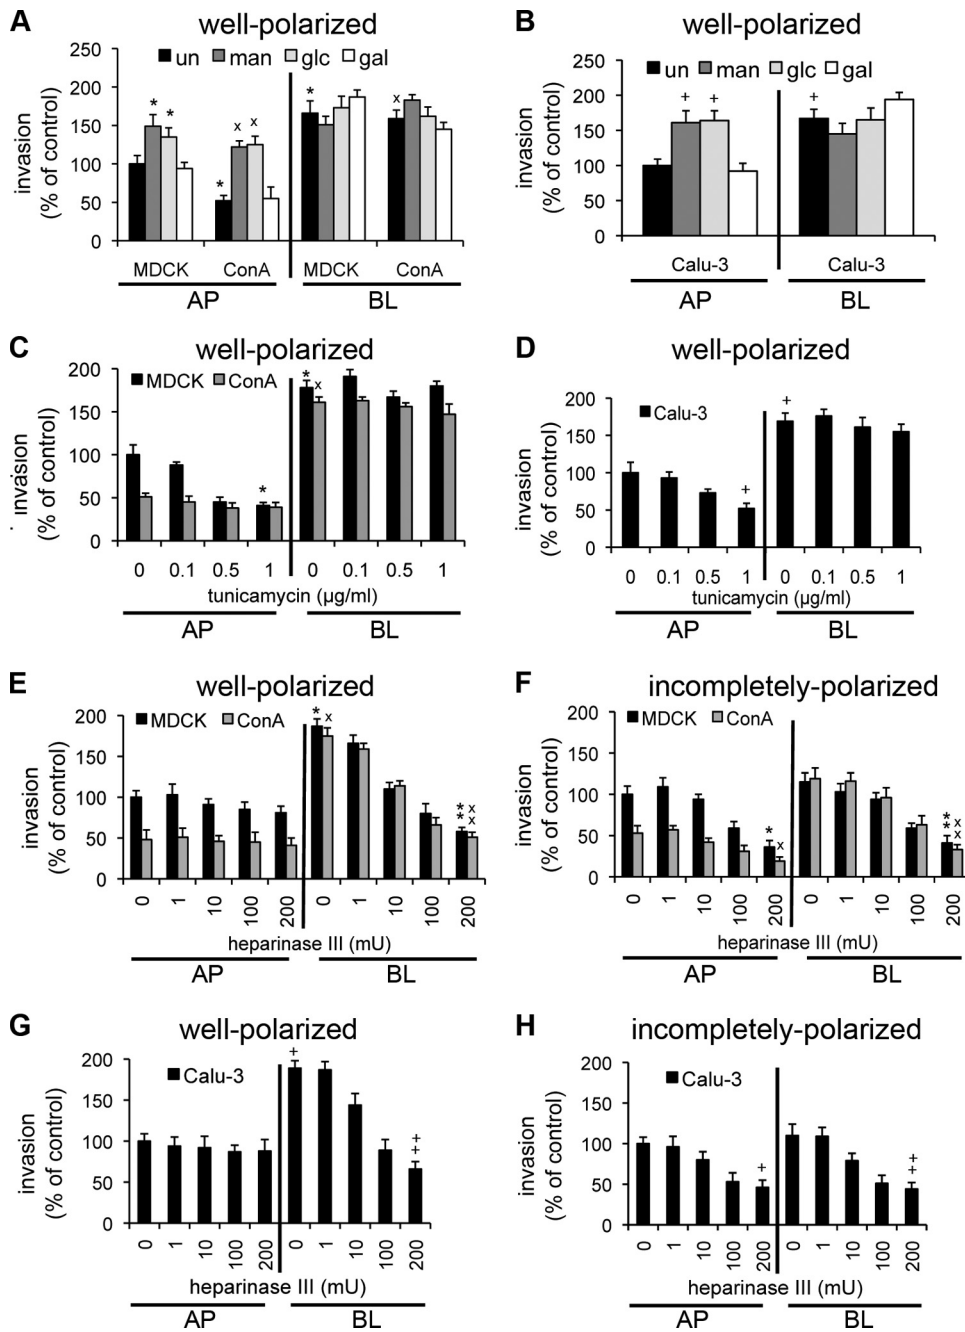 A
well-polarized
un man glc gal
invasion
(% of control)
250
200
150
100
50
0
* * x x * * x
MDCK ConA MDCK ConA
AP BL
B
well-polarized
un man glc gal
invasion
(% of control)
250
200
150
100
50
0
+ + +
Calu-3 Calu-3
AP BL
C
well-polarized
MDCK ConA
invasion
(% of control)
200
150
100
50
0
* * x
0 0.1 0.5 1 0 0.1 0.5 1
tunicamycin (µg/ml)
AP BL
D
well-polarized
Calu-3
invasion
(% of control)
200
150
100
50
0
+ +
0 0.1 0.5 1 0 0.1 0.5 1
tunicamycin (µg/ml)
AP BL
E
well-polarized
MDCK ConA
invasion
(% of control)
200
150
100
50
0
* x ** xx
0 1 10 100 200 0 1 10 100 200
heparinase III (mU)
AP BL
F
incompletely-polarized
MDCK ConA
invasion
(% of control)
200
150
100
50
0
* x ** xx
0 1 10 100 200 0 1 10 100 200
heparinase III (mU)
AP BL
G
well-polarized
Calu-3
invasion
(% of control)
200
150
100
50
0
+ ++
0 1 10 100 200 0 1 10 100 200
heparinase III (mU)
AP BL
H
incompletely-polarized
Calu-3
invasion
(% of control)
200
150
100
50
0
+ ++
0 1 10 100 200 0 1 10 100 200
heparinase III (mU)
AP BL